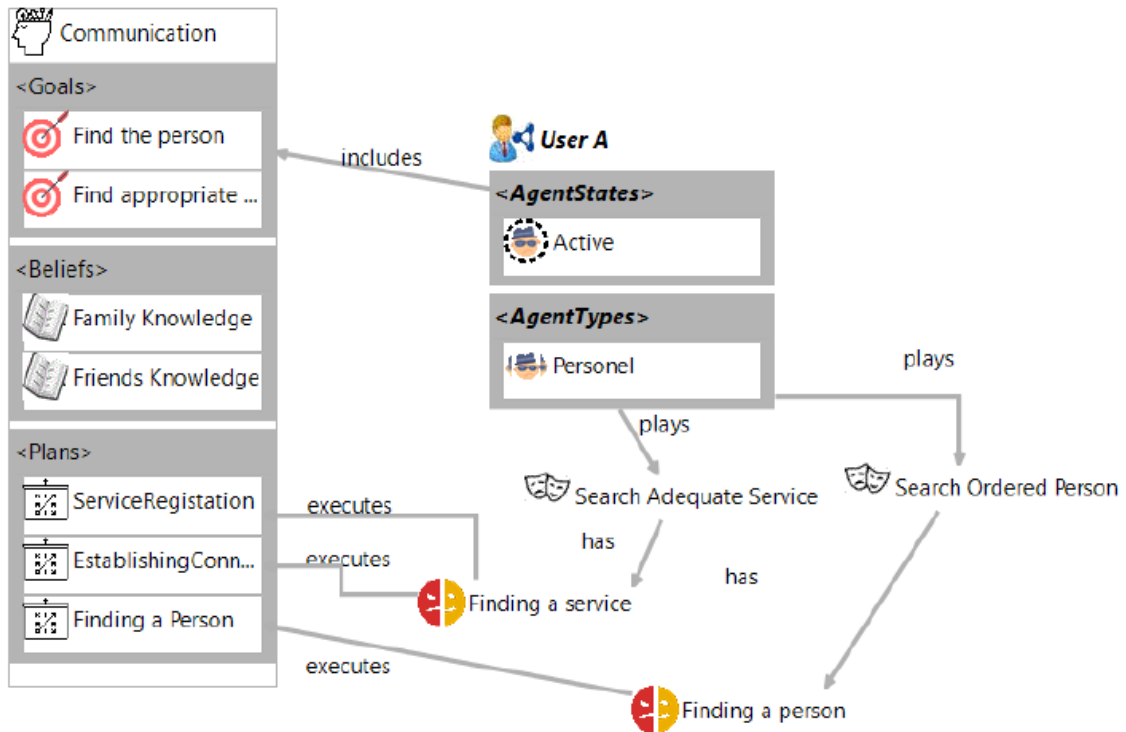 Communication
<Goals>
Find the person
Find appropriate ...
<Beliefs>
Family Knowledge
Friends Knowledge
<Plans>
ServiceRegistation
EstablishingConn...
Finding a Person
includes
User A
<AgentStates>
Active
<AgentTypes>
Personel
plays
plays
Search Adequate Service
Search Ordered Person
executes
executes
executes
has
has
Finding a service
Finding a person